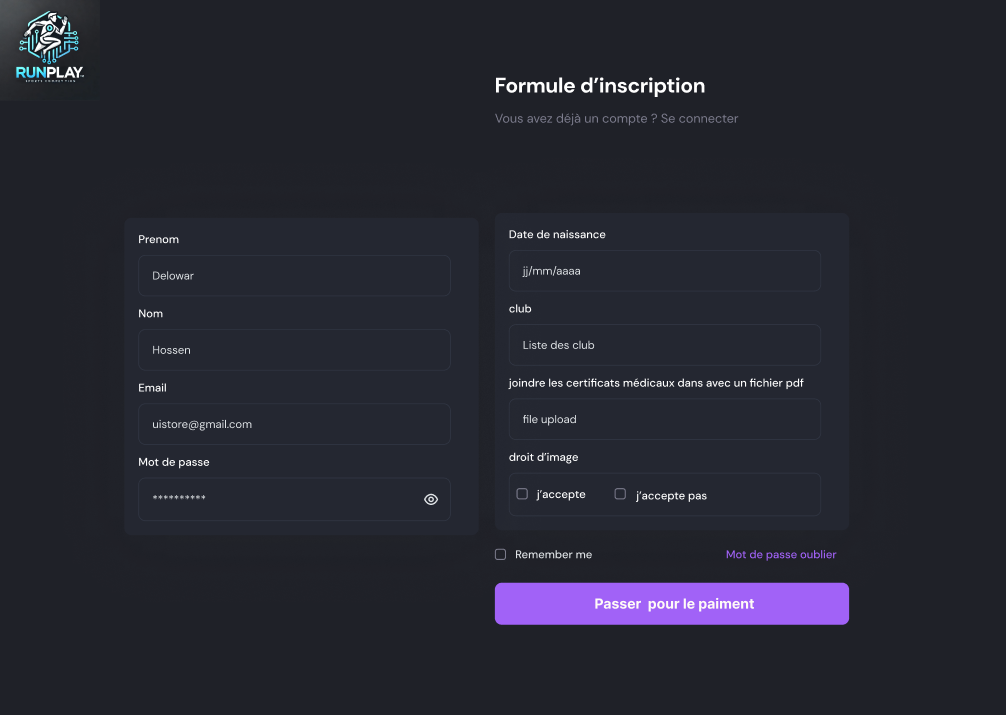 RUNPLAY
Formule d’inscription
Vous avez déjà un compte ? Se connecter
Prenom
Delowar
Nom
Hossen
Email
uistore@gmail.com
Mot de passe
**********
Date de naissance
jj/mm/aaaa
club
Liste des club
joindre les certificats médicaux dans avec un fichier pdf
file upload
droit d’image
j’accepte
j’accepte pas
Remember me
Mot de passe oublier
Passer pour le paiment